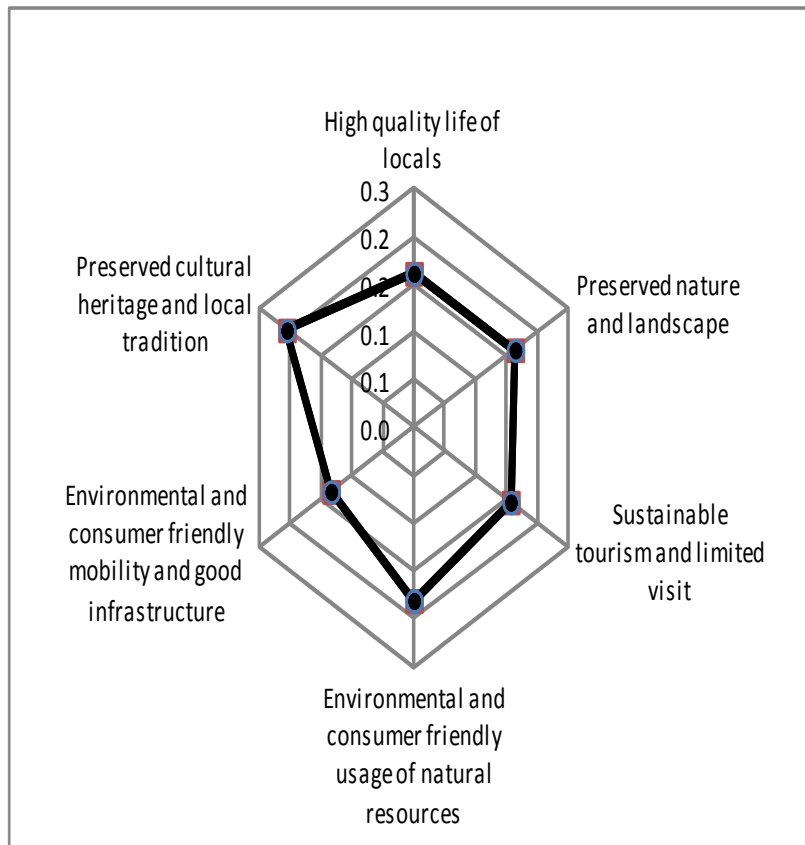 High quality life of
locals
0.3
0.2
0.2
0.1
0.1
0.0
Preserved nature
and landscape
Sustainable
tourism and limited
visit
Environmental and
consumer friendly
usage of natural
resources
Environmental and
consumer friendly
mobility and good
infrastructure
Preserved cultural
heritage and local
tradition